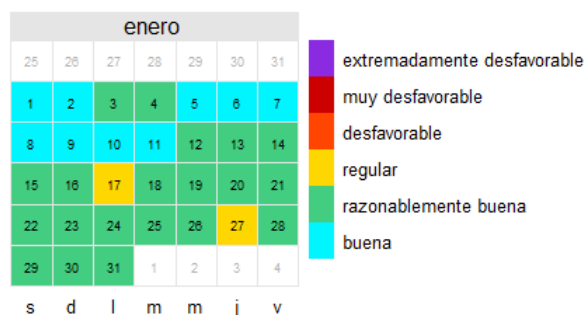 enero
25 26 27 28 29 30 31
1 2 3 4 5 6 7
8 9 10 11 12 13 14
15 16 17 18 19 20 21
22 23 24 25 26 27 28
29 30 31 1 2 3 4
s d l m m j v
extremadamente desfavorable
muy desfavorable
desfavorable
regular
razonablemente buena
buena